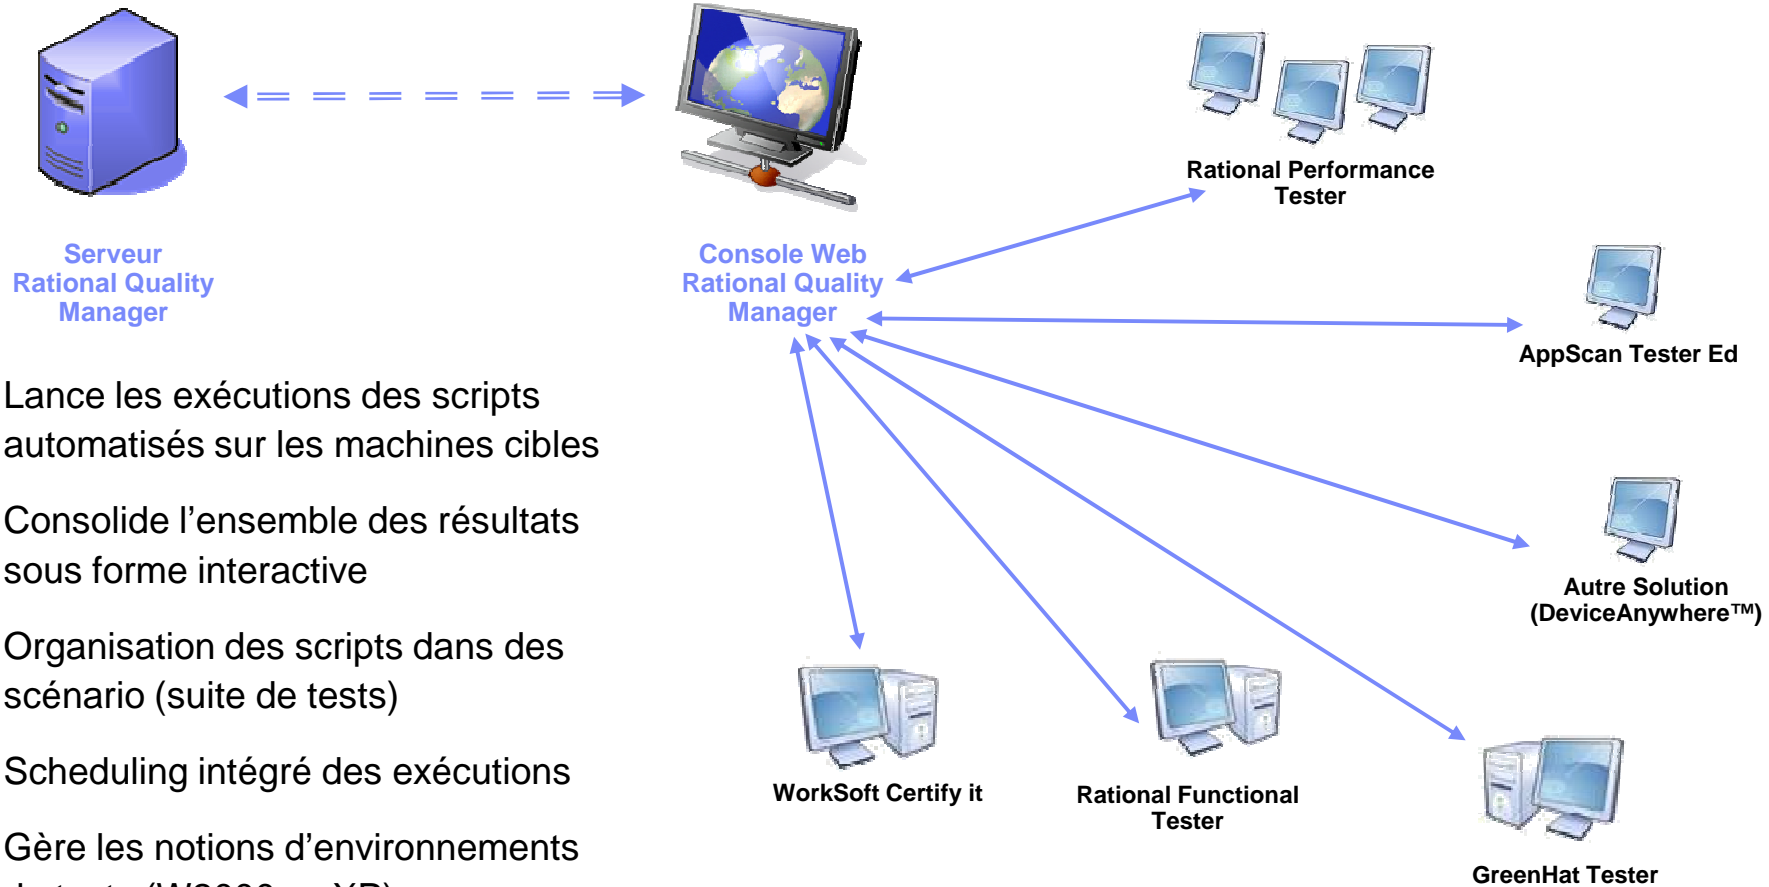 Serveur
Rational Quality
Manager
Console Web
Rational Quality
Manager
Rational Performance
Tester
AppScan Tester Ed
Autre Solution
(DeviceAnywhere™)
GreenHat Tester
Rational Functional
Tester
WorkSoft Certify it
Lance les exécutions des scripts
automatisés sur les machines cibles
Consolide l’ensemble des résultats
sous forme interactive
Organisation des scripts dans des
scénario (suite de tests)
Scheduling intégré des exécutions
Gère les notions d’environnements